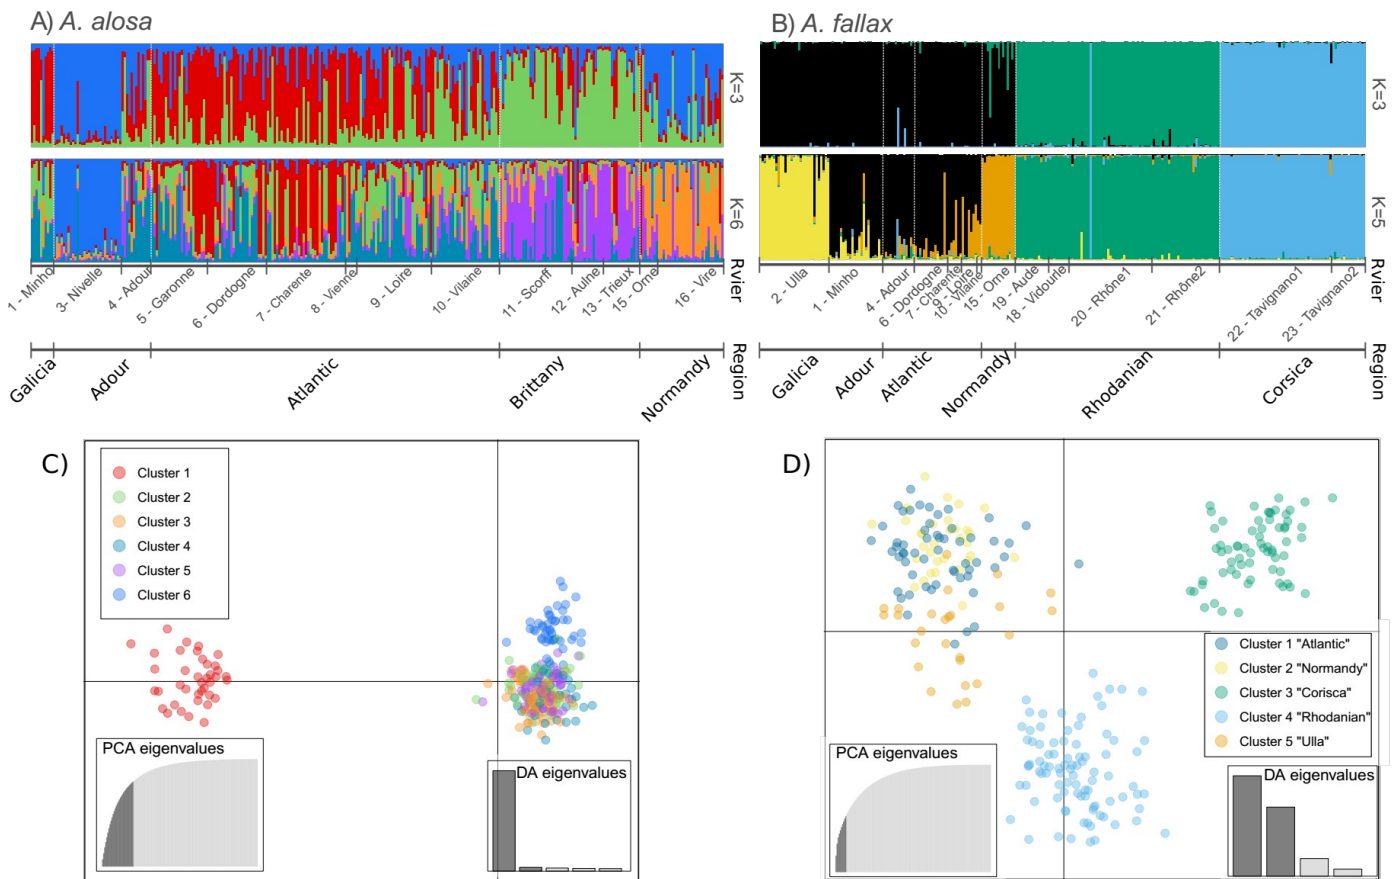 A) A. alosa
K=3
K=6
1 - Minho
3- Nivelle
4 - Adour
5 - Garonne
6 - Dordogne
7 - Charente
8 - Vienne
9 - Loire
10 - Vilaine
11 - Scorff
12 - Aulne
13 - Trieux
15 - Orne
16 - Vire
Rvier
Galicia
Adour
Atlantic
Brittany
Normandy
Region
B) A. fallax
K=3
K=5
2 - Ulla
1 - Minho
4 - Adour
6 - Dordogne
7 - Charente
9 - Loire
10 - Vilaine
15 - Orne
19 - Aude
18 - Vidourle
20 - Rhône1
21 - Rhône2
22 - Tavignano1
23 - Tavignano2
Rvier
Galicia
Adour
Atlantic
Normandy
Rhodanian
Corsica
Region
C)
Cluster 1
Cluster 2
Cluster 3
Cluster 4
Cluster 5
Cluster 6
PCA eigenvalues
DA eigenvalues
D)
Cluster 1 "Atlantic"
Cluster 2 "Normandy"
Cluster 3 "Corisca"
Cluster 4 "Rhodanian"
Cluster 5 "Ulla"
PCA eigenvalues
DA eigenvalues